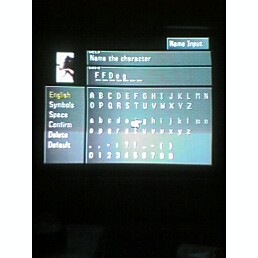 Name Input
Name the character
FFDog
English
Symbols
Space
Confirm
Delete
Default
A B C D E F G H I J K L M N
O P Q R S T U V W X Y Z
a b c d e f g h i j k l m n
o p q r s t u v w x y z
0 1 2 3 4 5 6 7 8 9